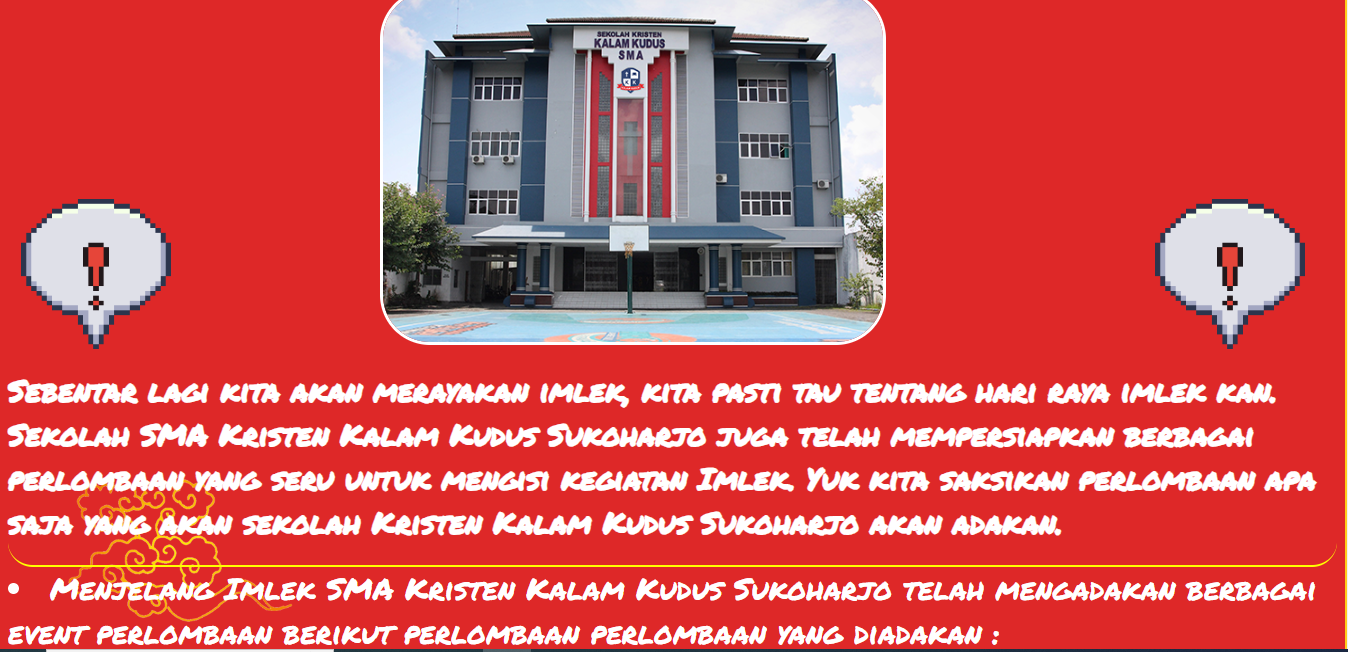 SEKOLAH KRISTEN
KALAM KUDUS
SMA
Sebentar lagi kita akan merayakan imlek, kita pasti tau tentang hari raya imlek kan.
Sekolah SMA Kristen Kalam Kudus Sukoharjo juga telah mempersiapkan berbagai
perlombaan yang seru untuk mengisi kegiatan Imlek. Yuk kita saksikan perlombaan apa
saja yang akan sekolah Kristen Kalam Kudus Sukoharjo akan adakan.
• Menjelang Imlek SMA Kristen Kalam Kudus Sukoharjo telah mengadakan berbagai
event perlombaan berikut perlombaan perlombaan yang diadakan :